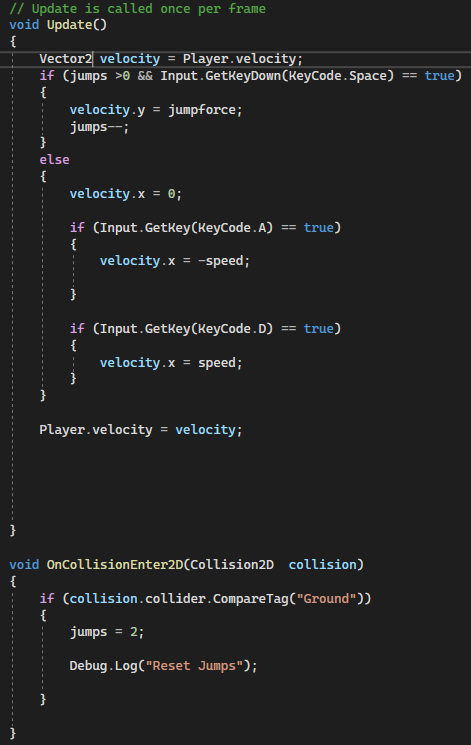 // Update is called once per frame
void Update()
{
Vector2 velocity = Player.velocity;
if (jumps >0 && Input.GetKeyDown(KeyCode.Space) == true)
{
velocity.y = jumpforce;
jumps--;
}
else
{
velocity.x = 0;
if (Input.GetKey(KeyCode.A) == true)
{
velocity.x = -speed;
}
if (Input.GetKey(KeyCode.D) == true)
{
velocity.x = speed;
}
}
Player.velocity = velocity;
}
void OnCollisionEnter2D(Collision2D  collision)
{
if (collision.collider.CompareTag("Ground"))
{
jumps = 2;
Debug.Log("Reset Jumps");
}
}